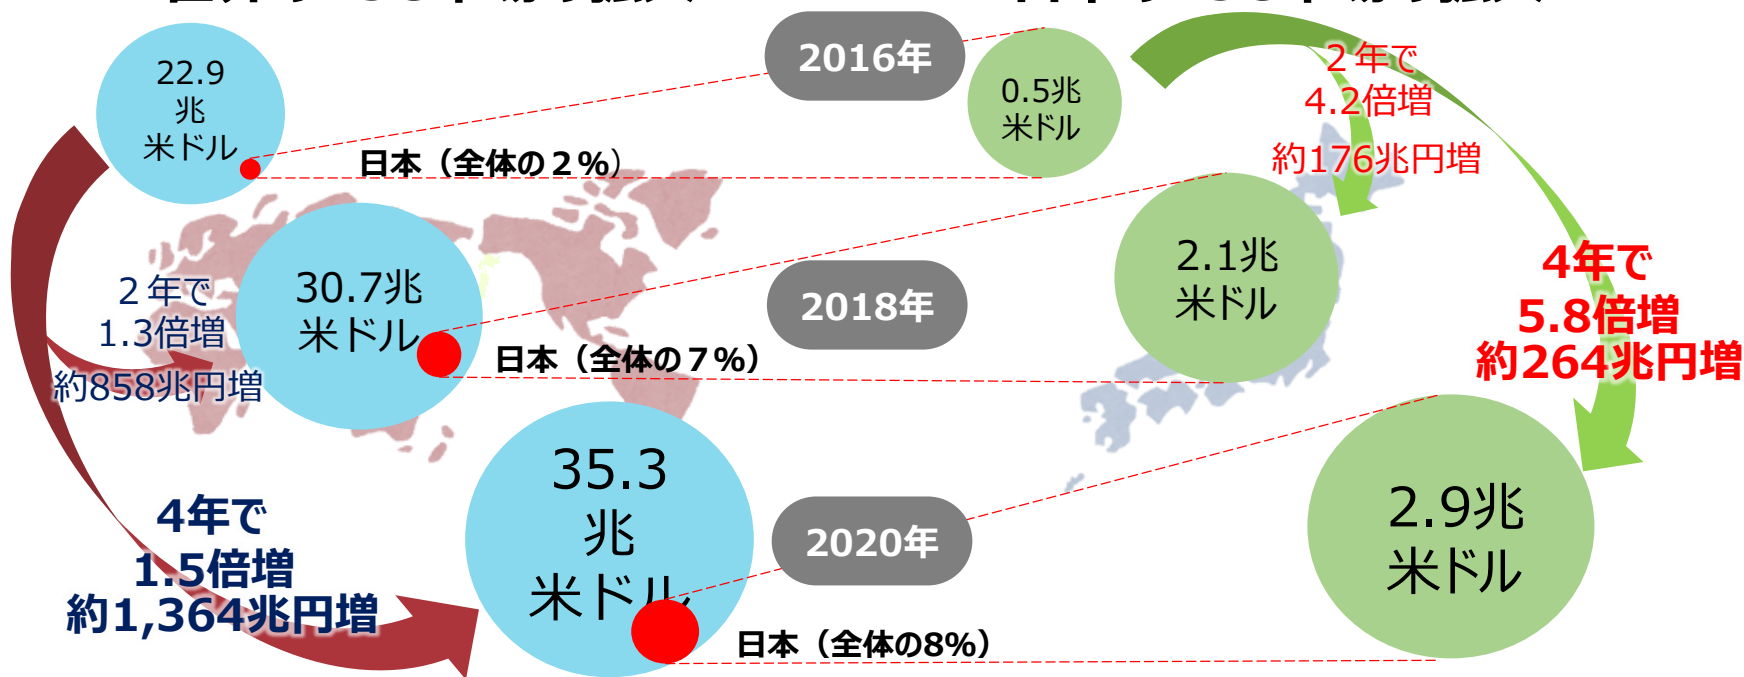 2016年
22.9
兆
米ドル
0.5兆
米ドル
２年で
4.2倍増
約176兆円増
日本（全体の２%）
30.7兆
米ドル
２年で
1.3倍増
約858兆円増
2018年
2.1兆
米ドル
4年で
5.8倍増
約264兆円増
日本（全体の７%）
35.3
兆
米ドル
4年で
1.5倍増
約1,364兆円増
2020年
2.9兆
米ドル
日本（全体の8%）